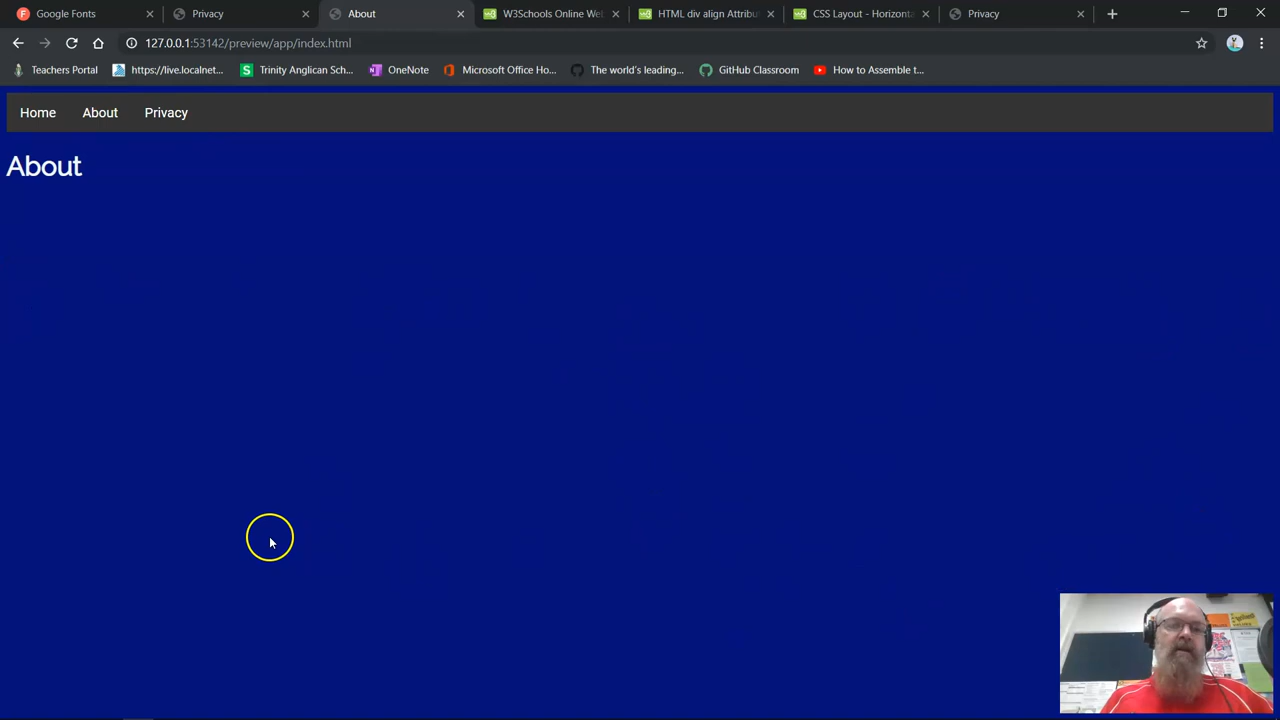 Google Fonts
Privacy
About
W3Schools Online Wel
HTML div align Attribut
CSS Layout - Horizonta
Privacy
127.0.0.1:53142/preview/app/index.html
Teachers Portal
https://live.localnet...
Trinity Anglican Sch...
OneNote
Microsoft Office Ho...
The world's leading...
GitHub Classroom
How to Assemble t...
Home
About
Privacy
About